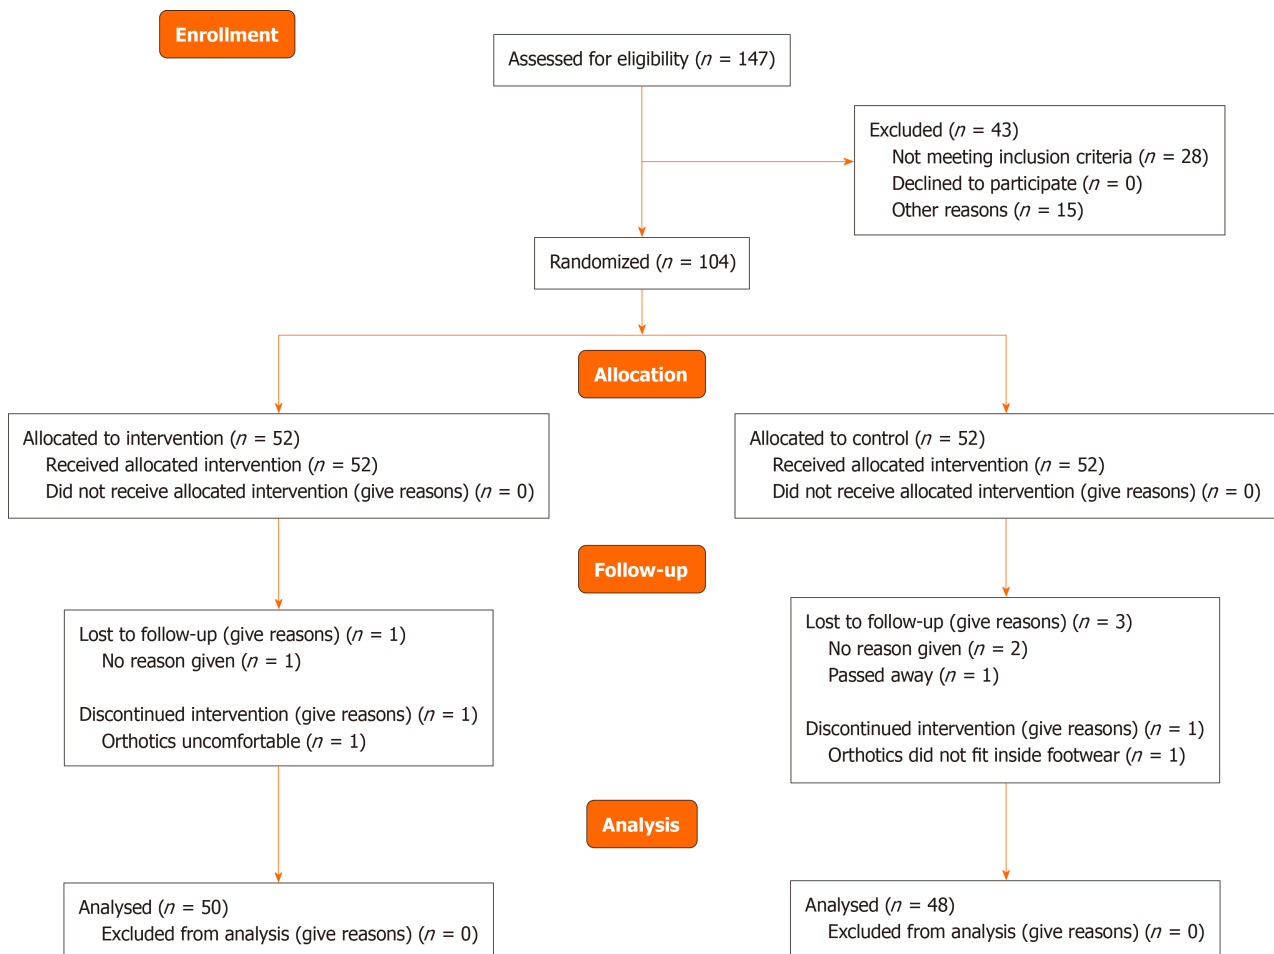 Enrollment
Assessed for eligibility (n = 147)
Excluded (n = 43)
Not meeting inclusion criteria (n = 28)
Declined to participate (n = 0)
Other reasons (n = 15)
Randomized (n = 104)
Allocation
Allocated to intervention (n = 52)
Received allocated intervention (n = 52)
Did not receive allocated intervention (give reasons) (n = 0)
Allocated to control (n = 52)
Received allocated intervention (n = 52)
Did not receive allocated intervention (give reasons) (n = 0)
Follow-up
Lost to follow-up (give reasons) (n = 1)
No reason given (n = 1)
Discontinued intervention (give reasons) (n = 1)
Orthotics uncomfortable (n = 1)
Lost to follow-up (give reasons) (n = 3)
No reason given (n = 2)
Passed away (n = 1)
Discontinued intervention (give reasons) (n = 1)
Orthotics did not fit inside footwear (n = 1)
Analysis
Analysed (n = 50)
Excluded from analysis (give reasons) (n = 0)
Analysed (n = 48)
Excluded from analysis (give reasons) (n = 0)